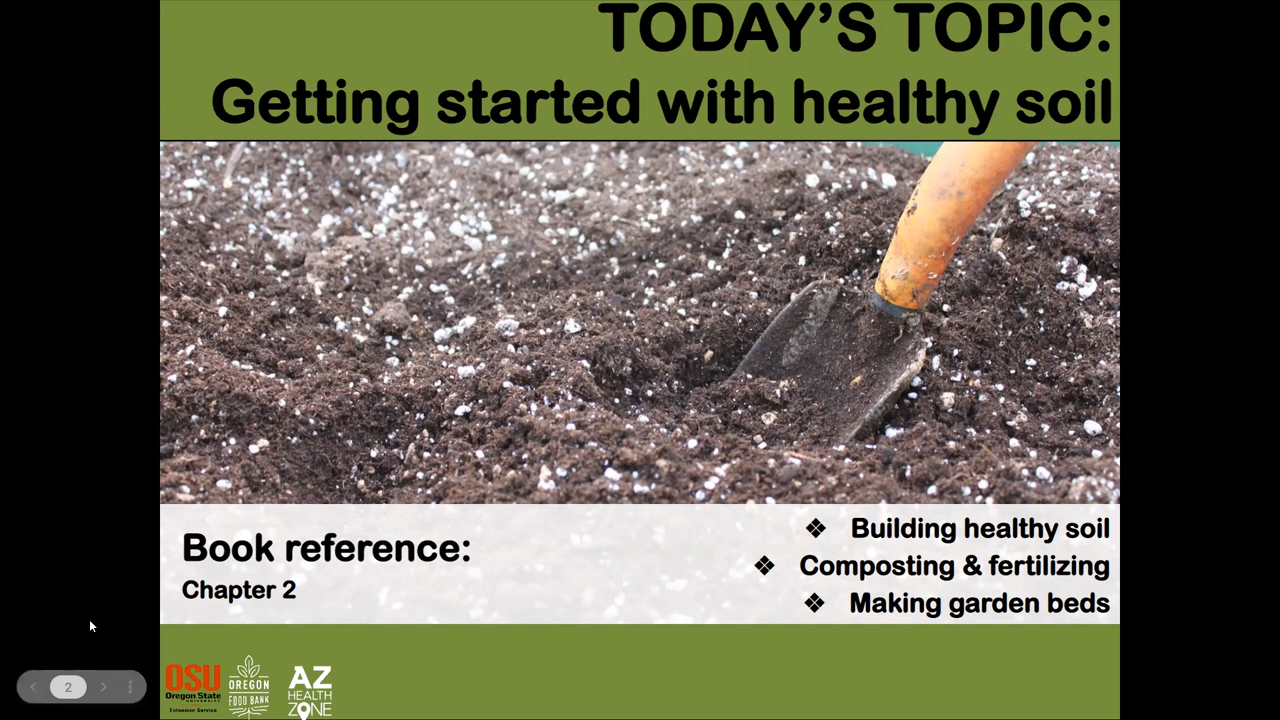 TODAY'S TOPIC:
Getting started with healthy soil
Book reference:
Chapter 2
❖ Building healthy soil
❖ Composting & fertilizing
❖ Making garden beds
2
OSU
Oregon State
UNIVERSITY
Extension Service
OREGON
FOOD BANK
AZ
HEALTH
ZONE